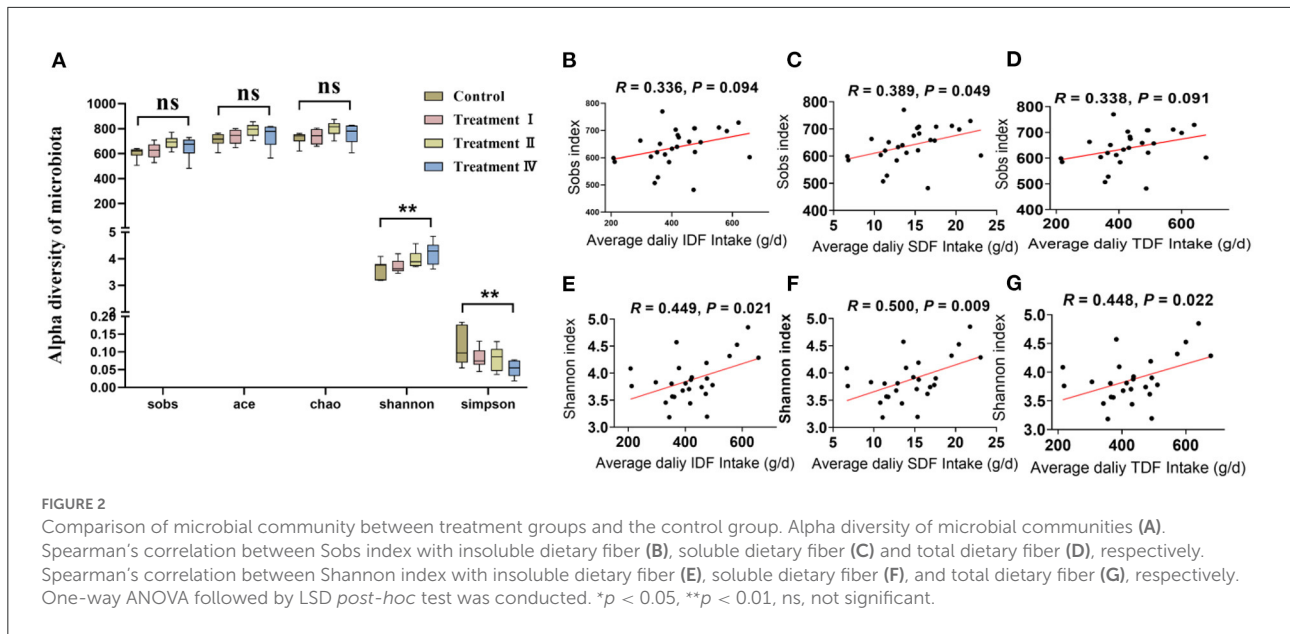 A
ns
ns
ns
Control
Treatment I
Treatment II
Treatment IV
Alpha diversity of microbiota
1000
800
600
400
200
5
4
3
2
0.20
0.15
0.10
0.05
0.00
**
**
sobs
ace
chao
shannon
simpson
B
R = 0.336, P = 0.094
Sobs index
800
700
600
500
400
200
400
600
Average daliy IDF Intake (g/d)
C
R = 0.389, P = 0.049
Sobs index
800
700
600
500
400
5
10
15
20
25
Average daliy SDF Intake (g/d)
D
R = 0.338, P = 0.091
Sobs index
800
700
600
500
400
200
400
600
Average daliy TDF Intake (g/d)
E
R = 0.449, P = 0.021
Shannon index
5.0
4.5
4.0
3.5
3.0
200
400
600
Average daliy IDF Intake (g/d)
F
R = 0.500, P = 0.009
Shannon index
5.0
4.5
4.0
3.5
3.0
5
10
15
20
25
Average daliy SDF Intake (g/d)
G
R = 0.448, P = 0.022
Shannon index
5.0
4.5
4.0
3.5
3.0
200
400
600
Average daliy TDF Intake (g/d)
FIGURE 2
Comparison of microbial community between treatment groups and the control group. Alpha diversity of microbial communities (A).
Spearman's correlation between Sobs index with insoluble dietary fiber (B), soluble dietary fiber (C) and total dietary fiber (D), respectively.
Spearman's correlation between Shannon index with insoluble dietary fiber (E), soluble dietary fiber (F), and total dietary fiber (G), respectively.
One-way ANOVA followed by LSD post-hoc test was conducted. *p < 0.05, **p < 0.01, ns, not significant.